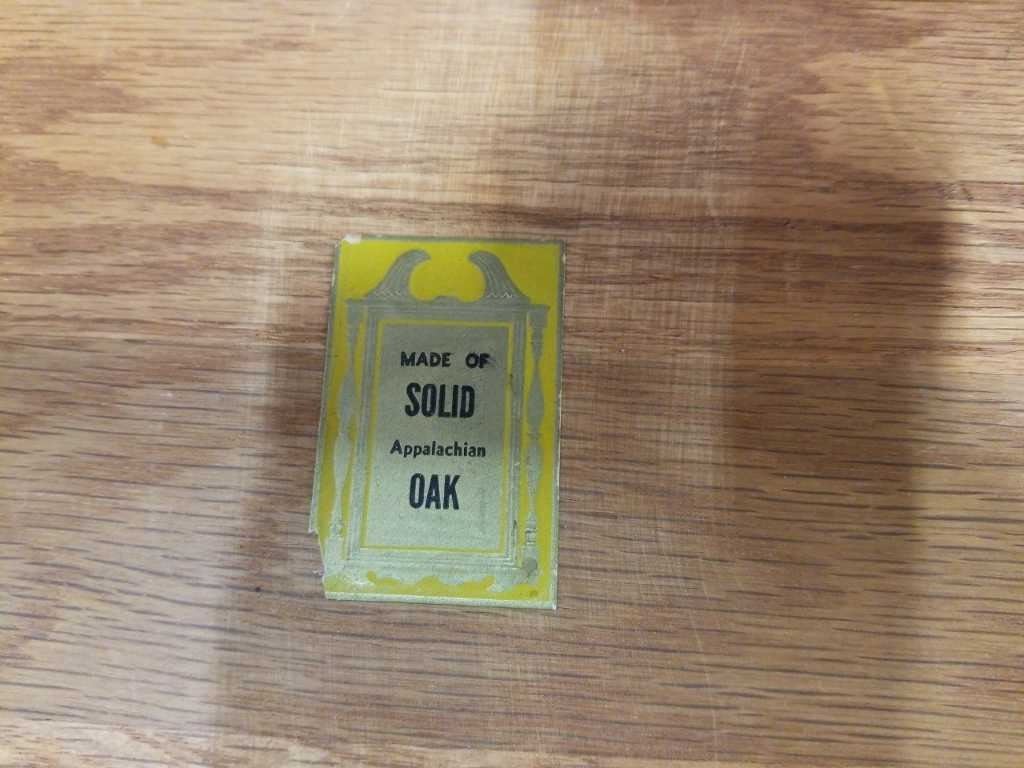 MADE OF
SOLID
Appalachian
OAK